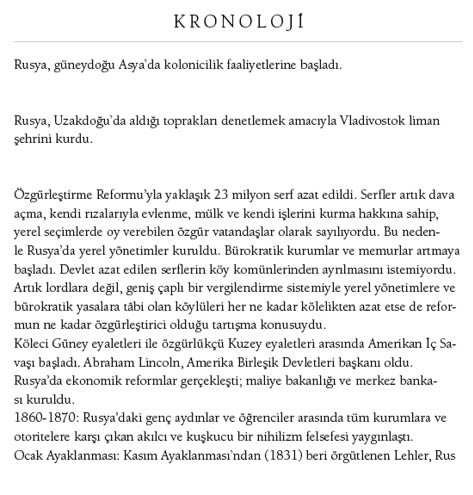 KRONOLOJİ
Rusya, güneydoğu Asya'da kolonicilik faaliyetlerine başladı.
Rusya, Uzakdoğu'da aldığı toprakları denetlemek amacıyla Vladivostok liman
şehrini kurdu.
Özgürleştirme Reformu'yla yaklaşık 23 milyon serf azat edildi. Serfler artık dava
açma, kendi rızalarıyla evlenme, mülk ve kendi işlerini kurma hakkına sahip,
yerel seçimlerde oy verebilen özgür vatandaşlar olarak sayılıyordu. Bu neden-
le Rusya'da yerel yönetimler kuruldu. Bürokratik kurumlar ve memurlar artmaya
başladı. Devlet azat edilen serflerin köy komünlerinden ayrılmasını istemiyordu.
Artık lordlara değil, geniş çaplı bir vergilendirme sistemiyle yerel yönetimlere ve
bürokratik yasalara tâbi olan köylüleri her ne kadar kölelikten azat etse de refor-
mun ne kadar özgürleştirici olduğu tartışma konusuydu.
Köleci Güney eyaletleri ile özgürlükçü Kuzey eyaletleri arasında Amerikan İç Sa-
vaşı başladı. Abraham Lincoln, Amerika Birleşik Devletleri başkanı oldu.
Rusya'da ekonomik reformlar gerçekleşti; maliye bakanlığı ve merkez banka-
sı kuruldu.
1860-1870: Rusya'daki genç aydınlar ve öğrenciler arasında tüm kurumlara ve
otoritelere karşı çıkan akılcı ve kuşkucu bir nihilizm felsefesi yaygınlaştı.
Ocak Ayaklanması: Kasım Ayaklanması'ndan (1831) beri örgütlenen Lehler, Rus